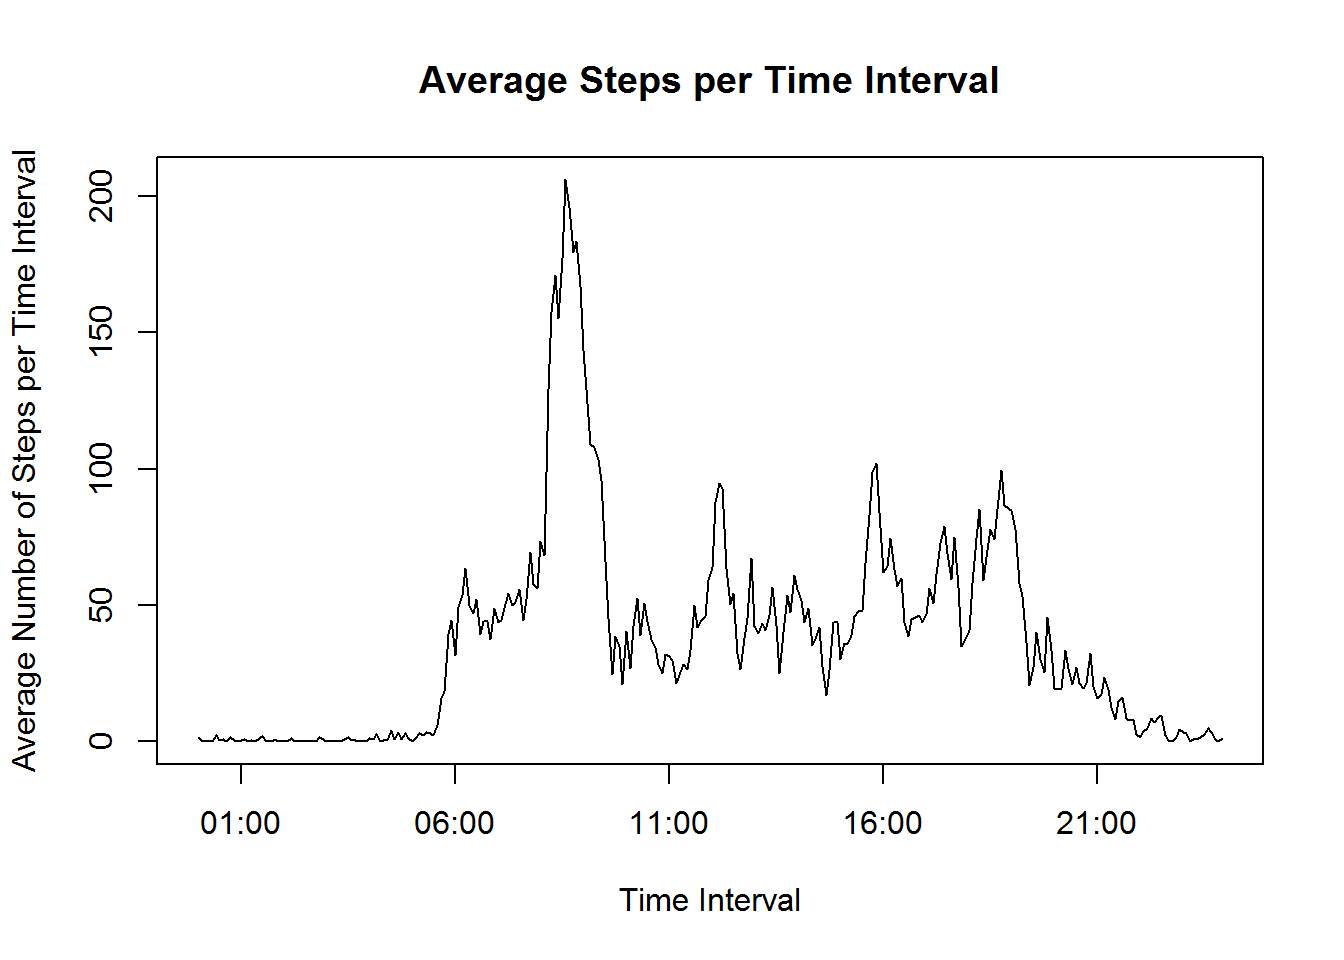 Average Steps per Time Interval
Average Number of Steps per Time Interval
200
150
100
50
0
01:00 06:00 11:00 16:00 21:00
Time Interval